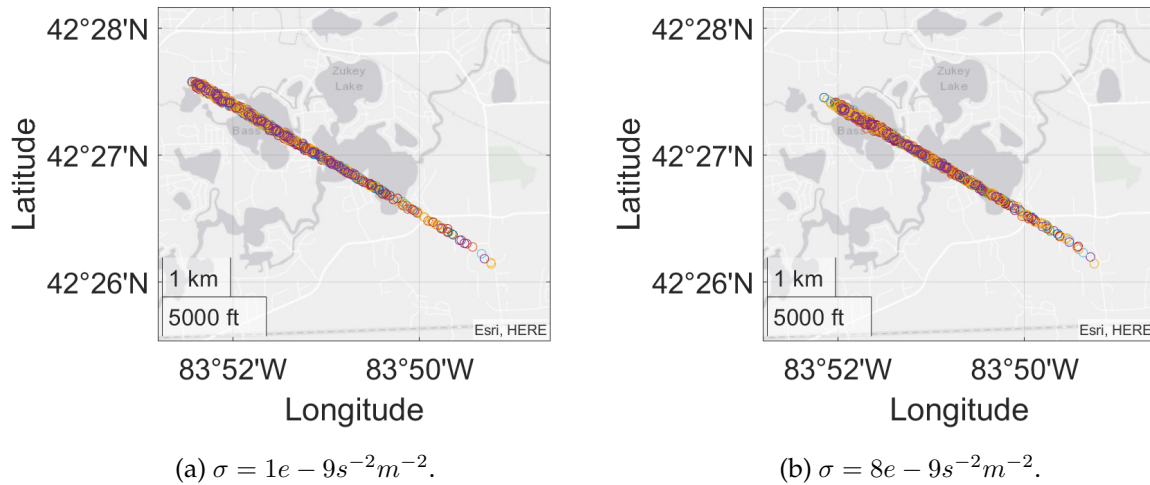 42°28'N
42°27'N
42°26'N
Latitude
Zukey
Lake
Bass
1 km
5000 ft
Esri, HERE
83°52'W
83°50'W
Longitude
(a) σ = 1e − 9s⁻²m⁻².
42°28'N
42°27'N
42°26'N
Latitude
Zukey
Lake
Bass
1 km
5000 ft
Esri, HERE
83°52'W
83°50'W
Longitude
(b) σ = 8e − 9s⁻²m⁻².